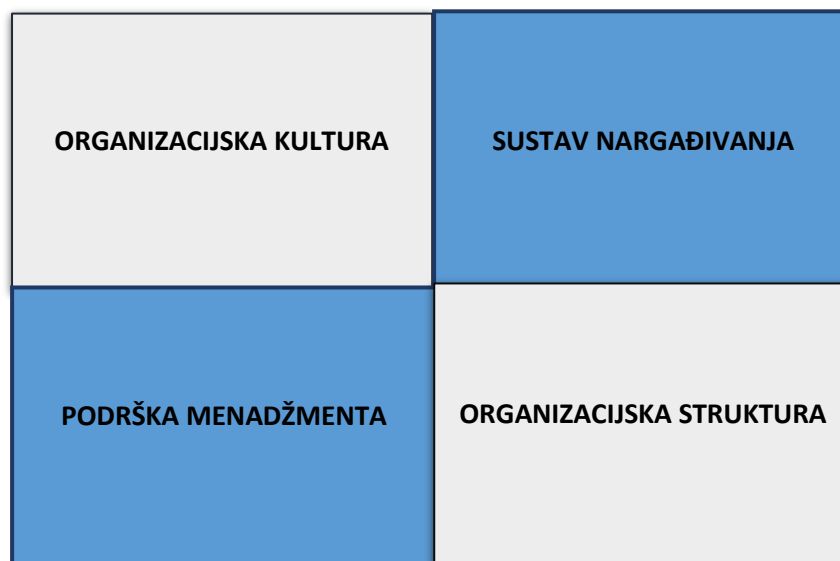 ORGANIZACIJSKA KULTURA
SUSTAV NARGAĐIVANJA
PODRŠKA MENADŽMENTA
ORGANIZACIJSKA STRUKTURA